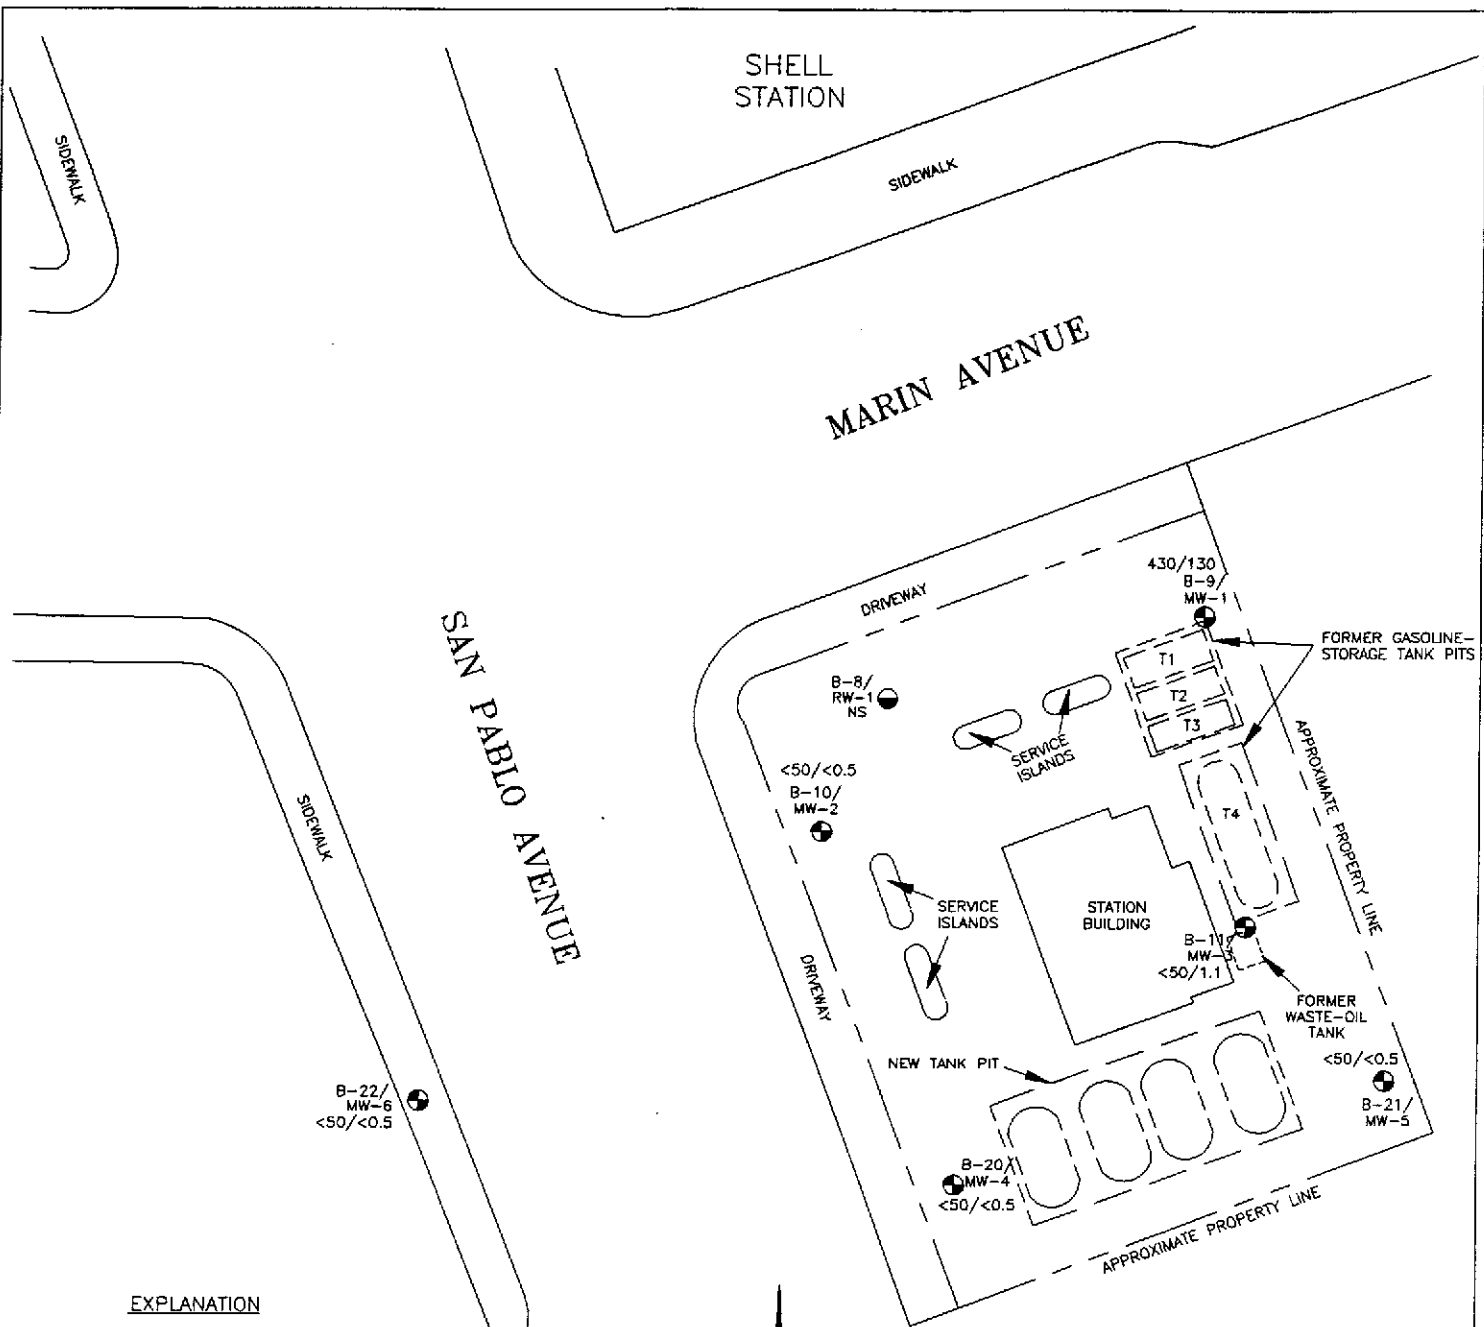 SHELL
STATION
SIDEWALK
SIDEWALK
MARIN AVENUE
SAN PABLO AVENUE
DRIVEWAY
430/130
B-9/
MW-1
FORMER GASOLINE-
STORAGE TANK PITS
T1
T2
T3
T4
B-8/
RW-1
NS
SERVICE
ISLANDS
<50/<0.5
B-10/
MW-2
APPROXIMATE PROPERTY LINE
SIDEWALK
SERVICE
ISLANDS
STATION
BUILDING
DRIVEWAY
B-11/
MW-3
<50/1.1
FORMER
WASTE-OIL
TANK
NEW TANK PIT
<50/<0.5
B-21/
MW-5
B-22/
MW-6
<50/<0.5
B-20/
MW-4
<50/<0.5
APPROXIMATE PROPERTY LINE
EXPLANATION